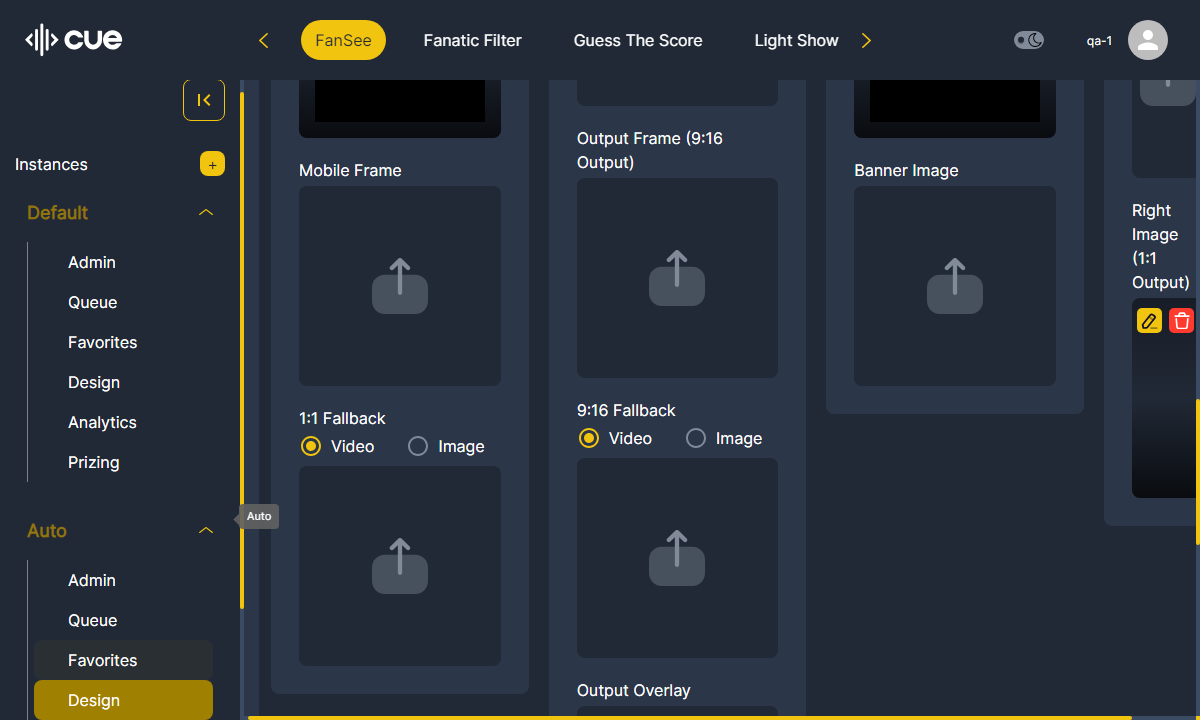 cue
FanSee
Fanatic Filter
Guess The Score
Light Show
qa-1
Instances
+
Default
Admin
Queue
Favorites
Design
Analytics
Prizing
Auto
Admin
Queue
Favorites
Design
Auto
Mobile Frame
1:1 Fallback
Video
Image
Output Frame (9:16
Output)
9:16 Fallback
Video
Image
Output Overlay
Banner Image
Right
Image
(1:1
Output)